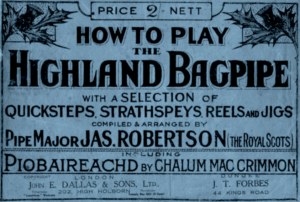 PRICE 2/- NETT
HOW TO PLAY
THE
HIGHLAND BAGPIPE
WITH A SELECTION OF
QUICKSTEPS, STRATHSPEYS, REELS AND JIGS
COMPILED & ARRANGED BY
PIPE MAJOR JAS. ROBERTSON (THE ROYAL SCOTS)
INCLUDING
PIOBAIREACHD BY CHALUM MAC CRIMMON
COPYRIGHT
LONDON
JOHN E. DALLAS & SONS, LTD.
202, HIGH HOLBORN
DUNDEE
J. T. FORBES
KINGS ROAD